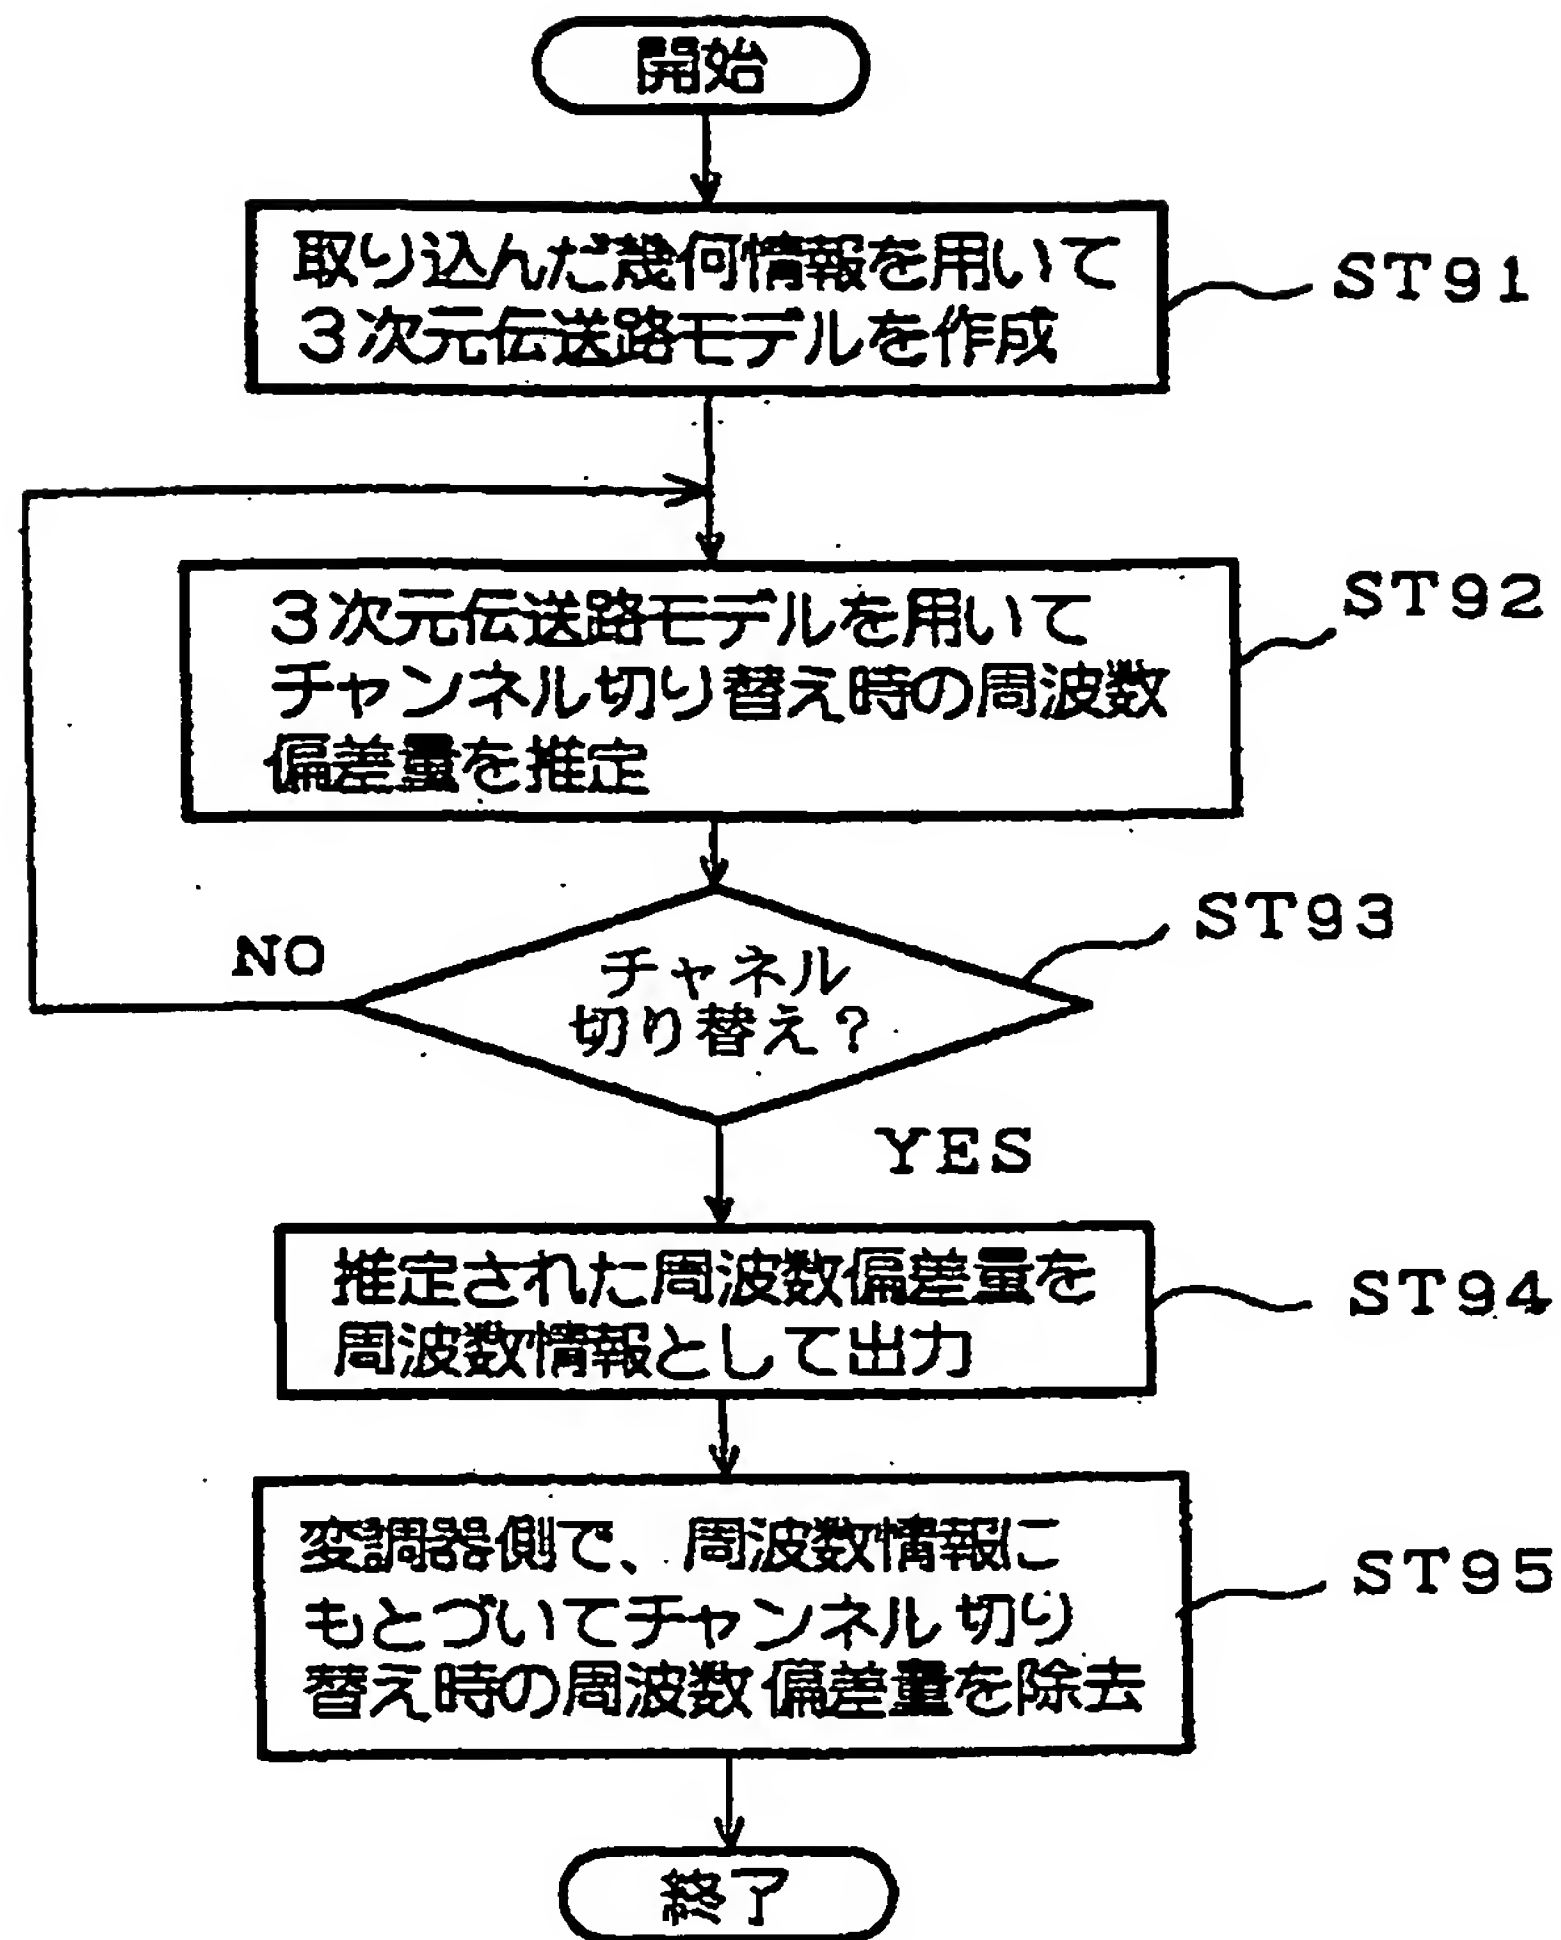 開始
取り込んだ幾何情報を用いて
3次元伝送路モデルを作成
ST91
3次元伝送路モデルを用いて
チャンネル切り替え時の周波数
偏差量を推定
ST92
チャネル
切り替え?
ST93
NO
YES
推定された周波数偏差量を
周波数情報として出力
ST94
変調器側で、周波数情報に
もとづいてチャンネル切り
替え時の周波数偏差量を除去
ST95
終了